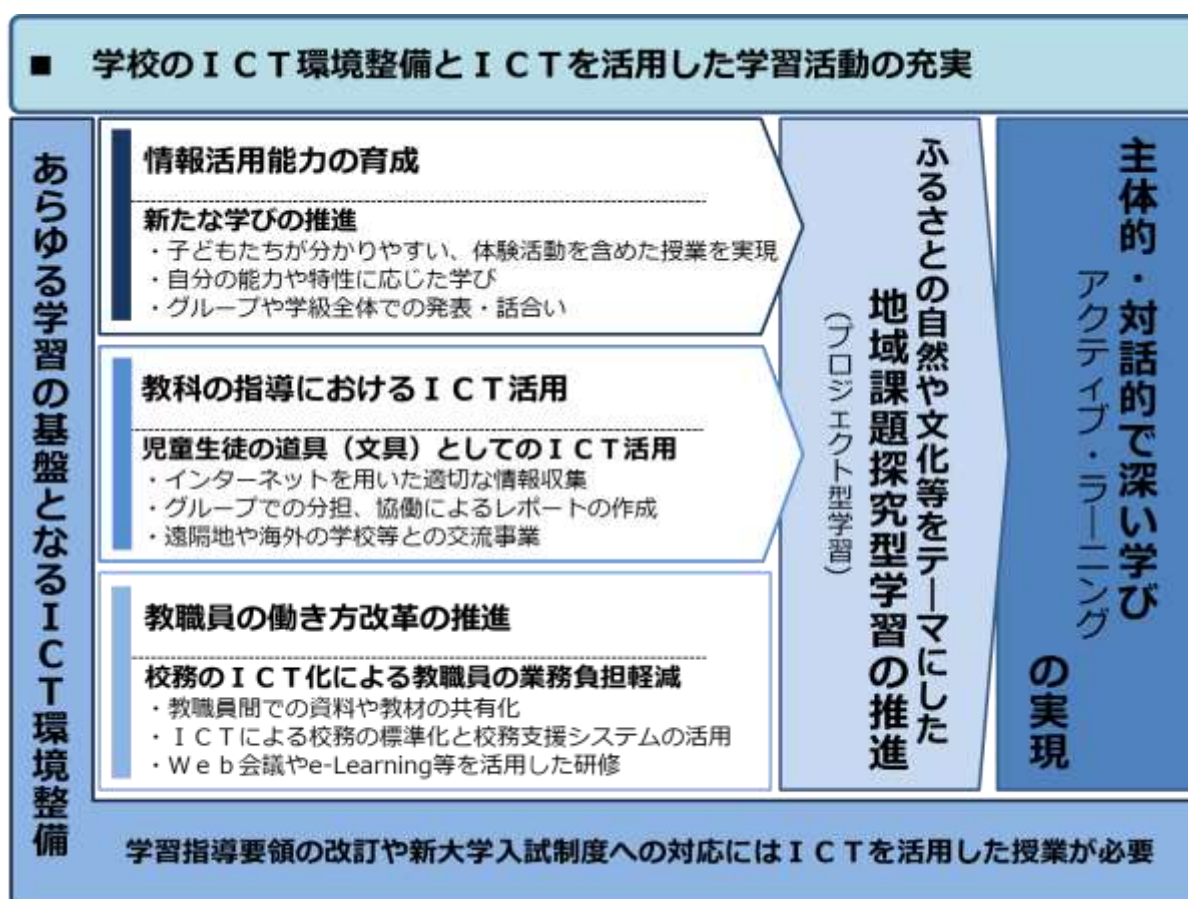 ■ 学校のＩＣＴ環境整備とＩＣＴを活用した学習活動の充実
あらゆる学習の基盤となるＩＣＴ環境整備
情報活用能力の育成
新たな学びの推進
・子どもたちが分かりやすい、体験活動を含めた授業を実現
・自分の能力や特性に応じた学び
・グループや学級全体での発表・話合い
教科の指導におけるＩＣＴ活用
児童生徒の道具（文具）としてのＩＣＴ活用
・インターネットを用いた適切な情報収集
・グループでの分担、協働によるレポートの作成
・遠隔地や海外の学校等との交流事業
教職員の働き方改革の推進
校務のＩＣＴ化による教職員の業務負担軽減
・教職員間での資料や教材の共有化
・ＩＣＴによる校務の標準化と校務支援システムの活用
・Ｗｅｂ会議やe-Learning等を活用した研修
ふるさとの自然や文化等をテーマにした
地域課題探究型学習の推進
（プロジェクト型学習）
主体的・対話的で深い学び
アクティブ・ラーニング
の実現
学習指導要領の改訂や新大学入試制度への対応にはＩＣＴを活用した授業が必要